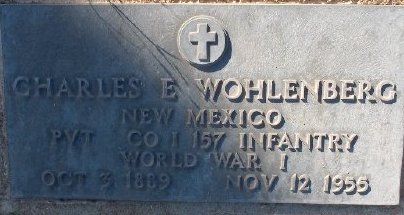 CHARLES E WOHLENBERG
NEW MEXICO
PVT CO I 157 INFANTRY
WORLD WAR I
OCT 3 1889 NOV 12 1955